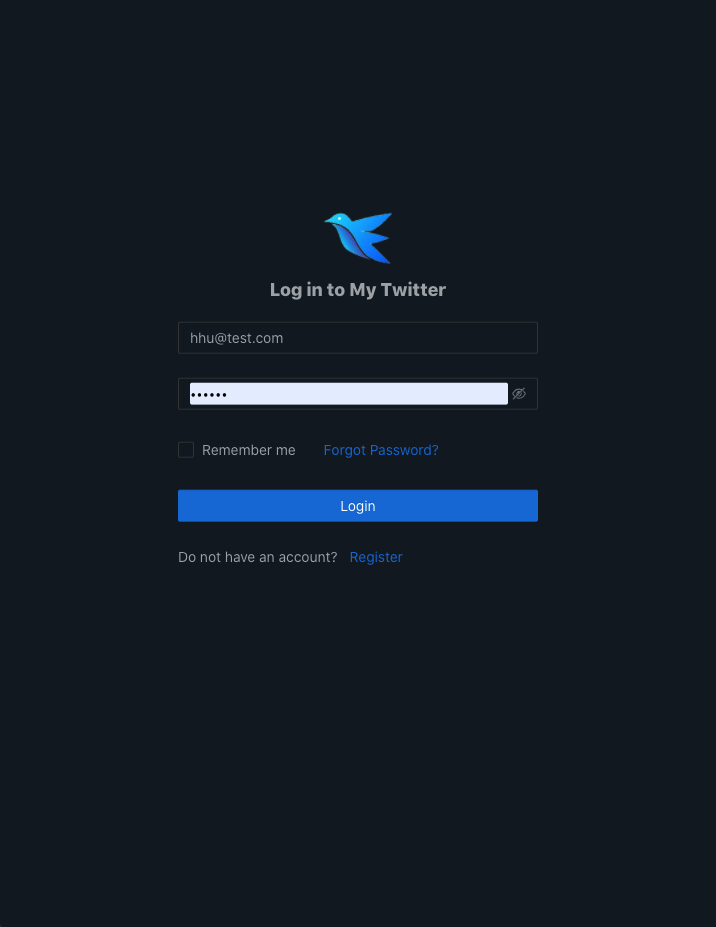 Log in to My Twitter
hhu@test.com
••••••
Remember me Forgot Password?
Login
Do not have an account? Register